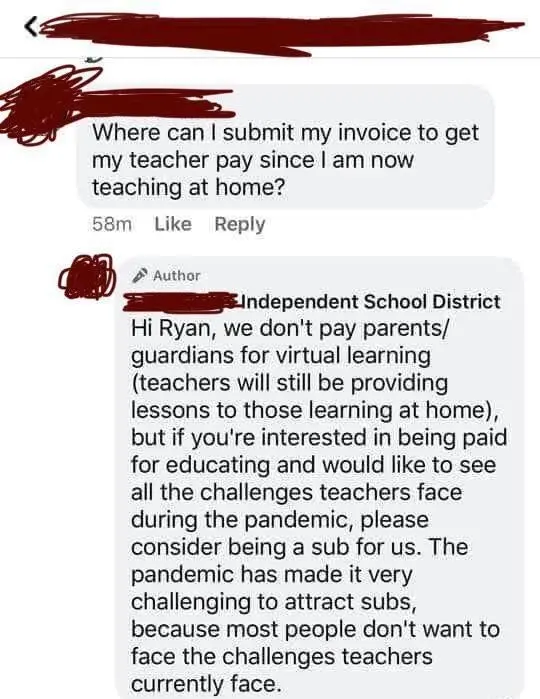 Where can I submit my invoice to get
my teacher pay since I am now
teaching at home?
58m Like Reply
Author
Independent School District
Hi Ryan, we don't pay parents/
guardians for virtual learning
(teachers will still be providing
lessons to those learning at home),
but if you're interested in being paid
for educating and would like to see
all the challenges teachers face
during the pandemic, please
consider being a sub for us. The
pandemic has made it very
challenging to attract subs,
because most people don't want to
face the challenges teachers
currently face.